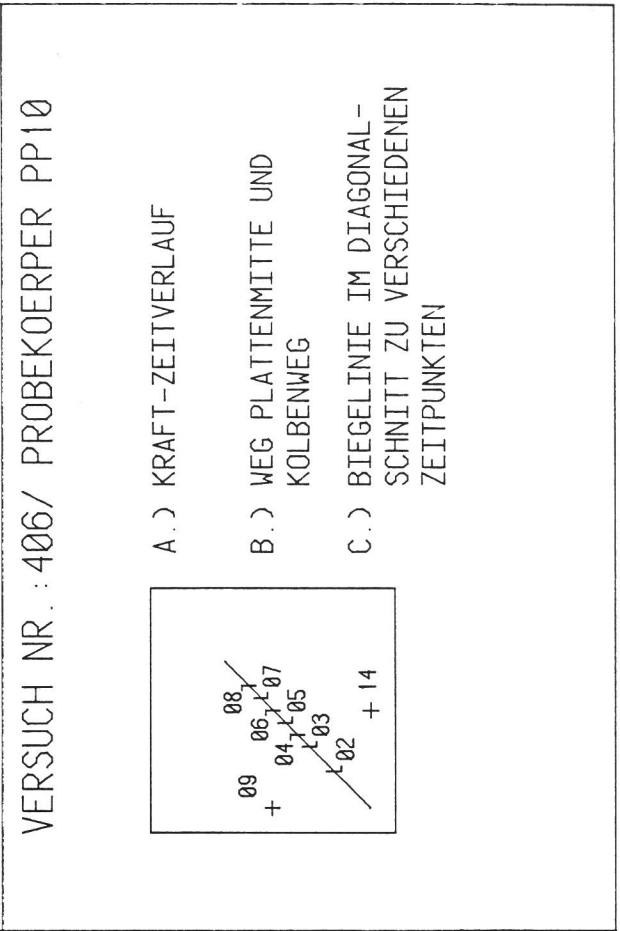 VERSUCH NR.:406/ PROBEKOERPER PP10
A.) KRAFT-ZEITVERLAUF
B.) WEG PLATTENMITTE UND
KOLBENWEG
C.) BIEGELINIE IM DIAGONAL-
SCHNITT ZU VERSCHIEDENEN
ZEITPUNKTEN
09
08
06
07
04
05
03
02
14